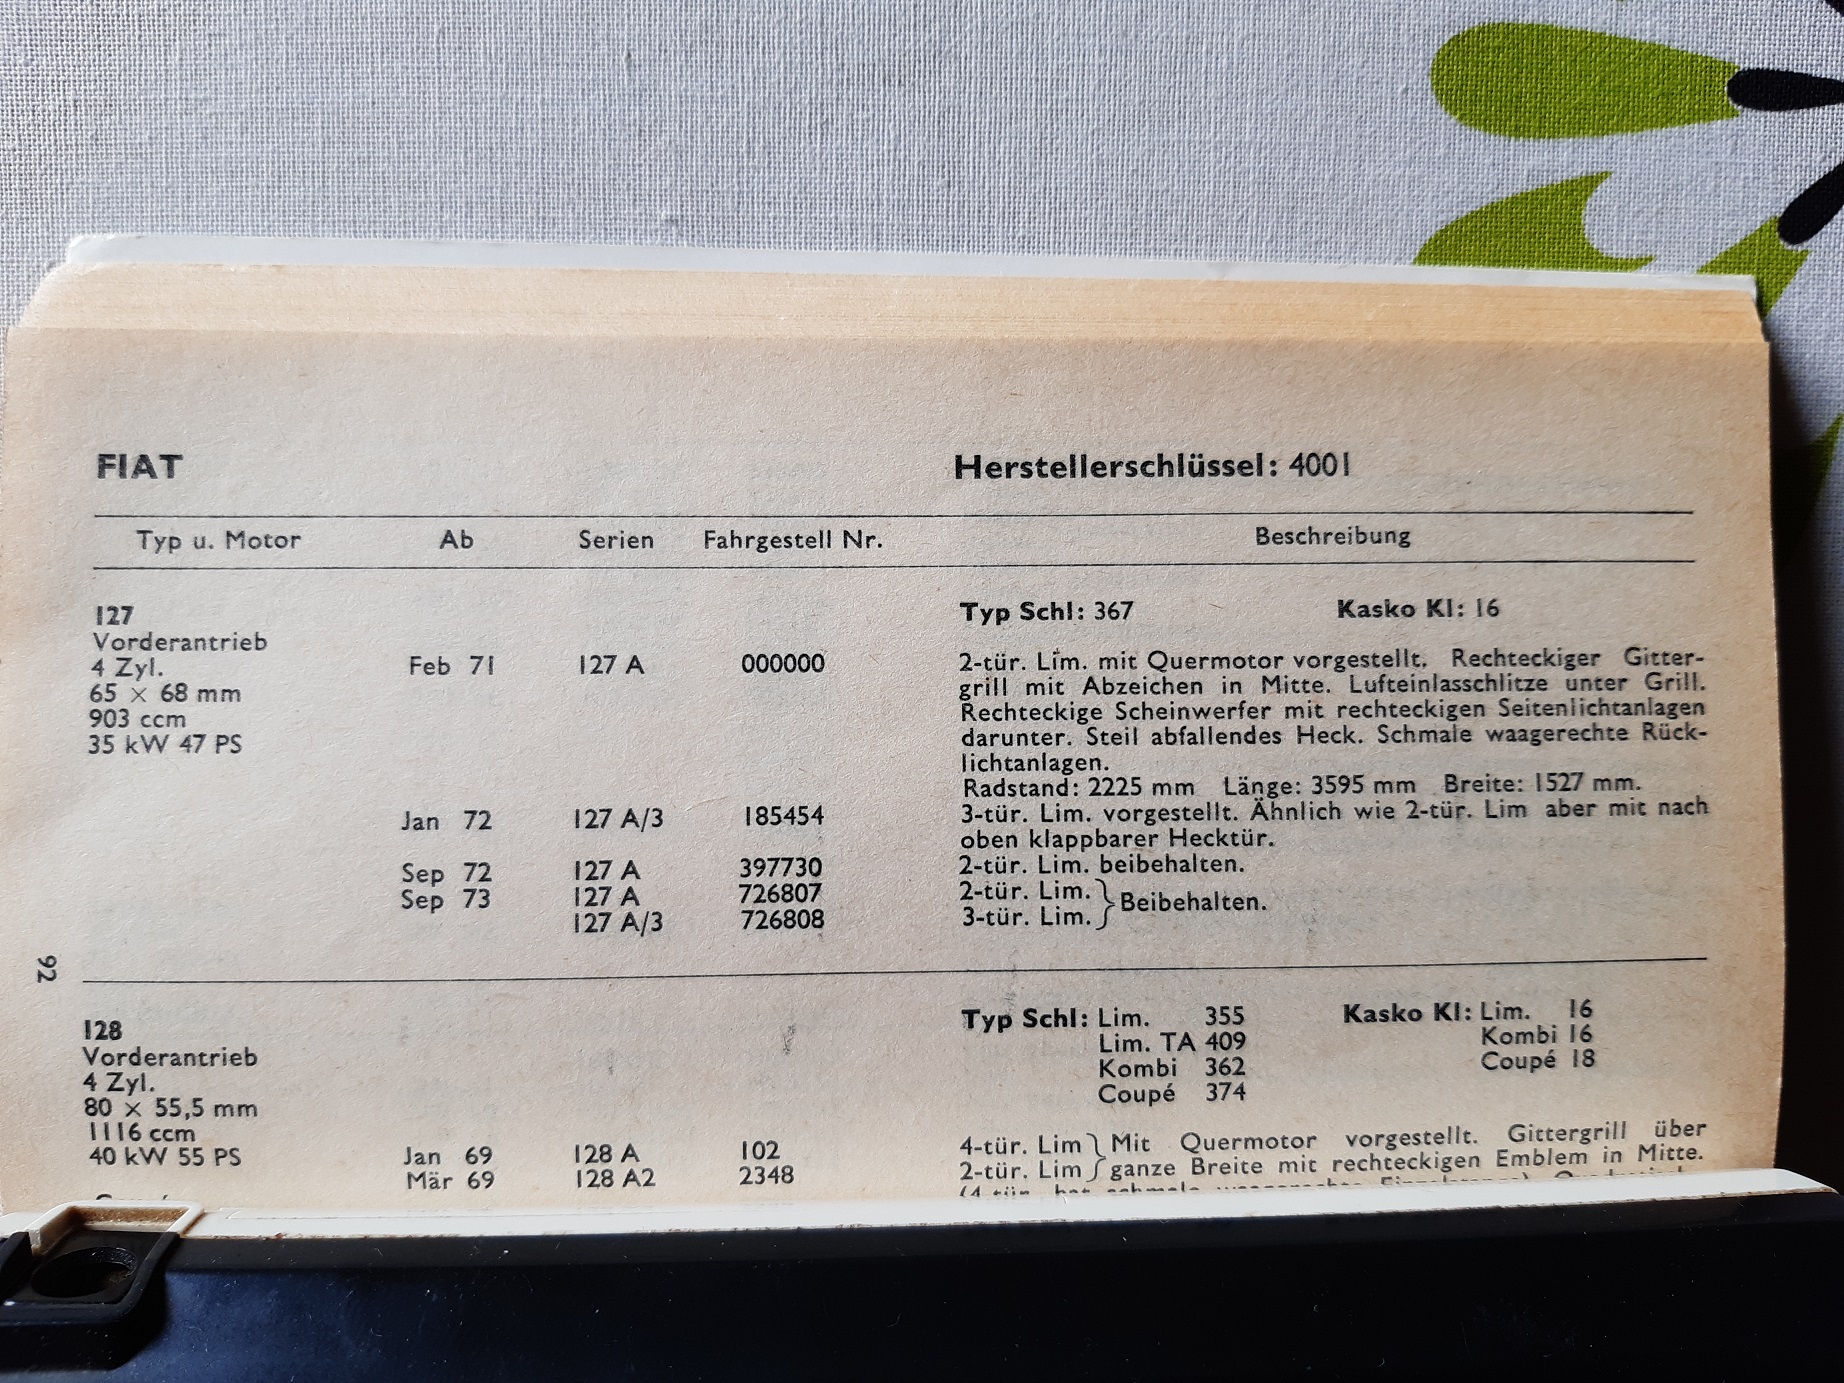 FIAT Herstellerschlüssel: 4001
Typ u. Motor Ab Serien Fahrgestell Nr. Beschreibung
127 Typ Schl: 367 Kasko Kl: 16
Vorderantrieb
4 Zyl. Feb 71 127 A 000000 2-tür. Lim. mit Quermotor vorgestellt. Rechteckiger Gitter-
65 × 68 mm grill mit Abzeichen in Mitte. Lufteinlasschlitze unter Grill.
903 ccm Rechteckige Scheinwerfer mit rechteckigen Seitenlichtanlagen
35 kW 47 PS darunter. Steil abfallendes Heck. Schmale waagerechte Rück-
lichtanlagen.
Radstand: 2225 mm Länge: 3595 mm Breite: 1527 mm.
Jan 72 127 A/3 185454 3-tür. Lim. vorgestellt. Ähnlich wie 2-tür. Lim aber mit nach
oben klappbarer Hecktür.
Sep 72 127 A 397730 2-tür. Lim. beibehalten.
Sep 73 127 A 726807 2-tür. Lim. } Beibehalten.
127 A/3 726808 3-tür. Lim.
92
128 Typ Schl: Lim. 355 Kasko Kl: Lim. 16
Vorderantrieb Lim. TA 409 Kombi 16
4 Zyl. Kombi 362 Coupé 18
80 × 55,5 mm Coupé 374
1116 ccm
40 kW 55 PS Jan 69 128 A 102 4-tür. Lim } Mit Quermotor vorgestellt. Gittergrill über
Mär 69 128 A2 2348 2-tür. Lim ganze Breite mit rechteckigen Emblem in Mitte.